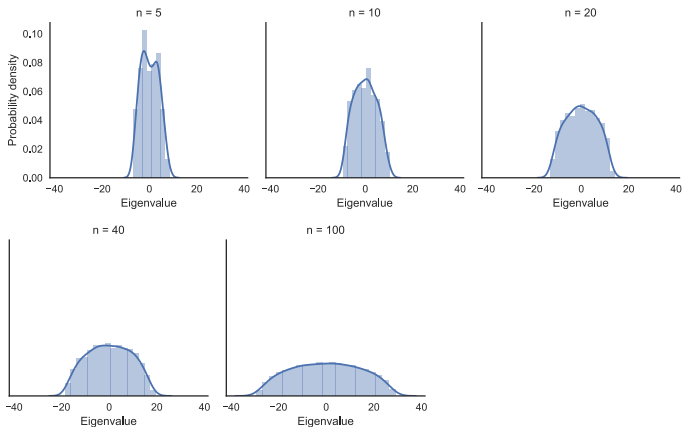 n = 5
n = 10
n = 20
0.10
0.08
0.06
0.04
0.02
0.00
Probability density
−40 −20 0 20 40
−40 −20 0 20 40
−40 −20 0 20 40
Eigenvalue
Eigenvalue
Eigenvalue
n = 40
n = 100
−40 −20 0 20 40
−40 −20 0 20 40
Eigenvalue
Eigenvalue